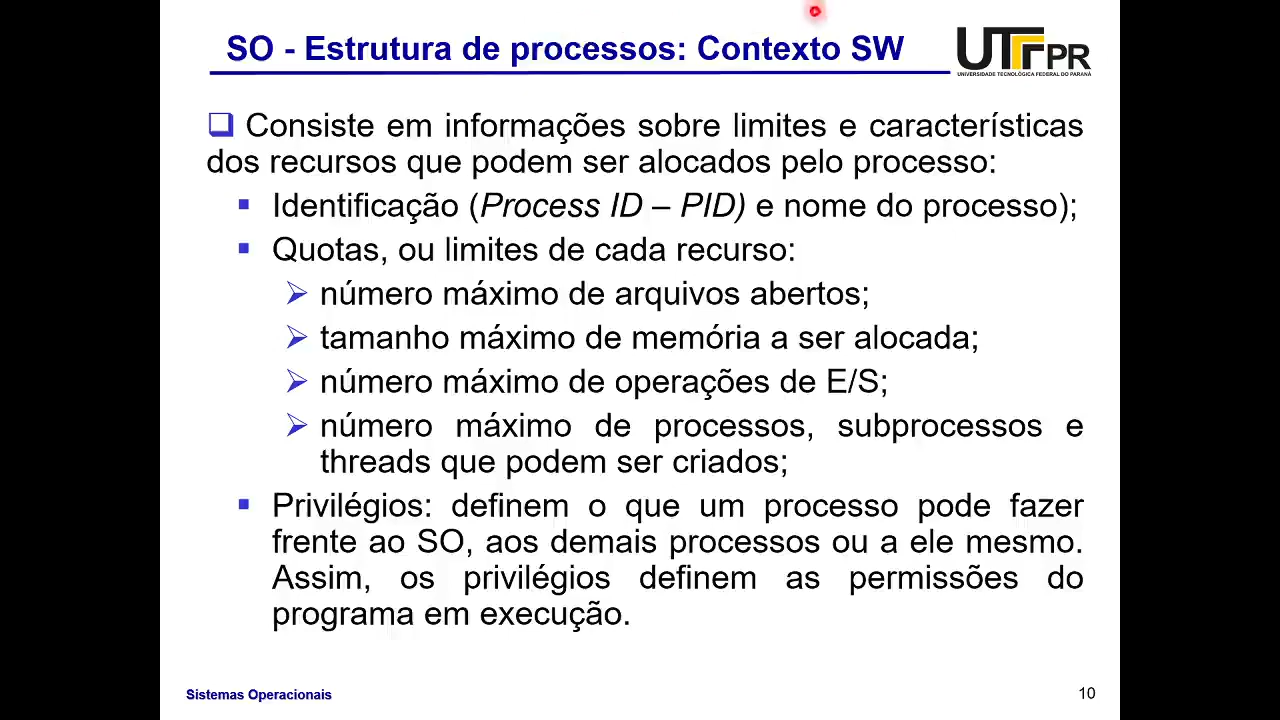 SO - Estrutura de processos: Contexto SW
UTFPR
UNIVERSIDADE TECNOLÓGICA FEDERAL DO PARANÁ
Consiste em informações sobre limites e características
dos recursos que podem ser alocados pelo processo:
Identificação (Process ID – PID) e nome do processo);
Quotas, ou limites de cada recurso:
número máximo de arquivos abertos;
tamanho máximo de memória a ser alocada;
número máximo de operações de E/S;
número máximo de processos, subprocessos e
threads que podem ser criados;
Privilégios: definem o que um processo pode fazer
frente ao SO, aos demais processos ou a ele mesmo.
Assim, os privilégios definem as permissões do
programa em execução.
Sistemas Operacionais
10